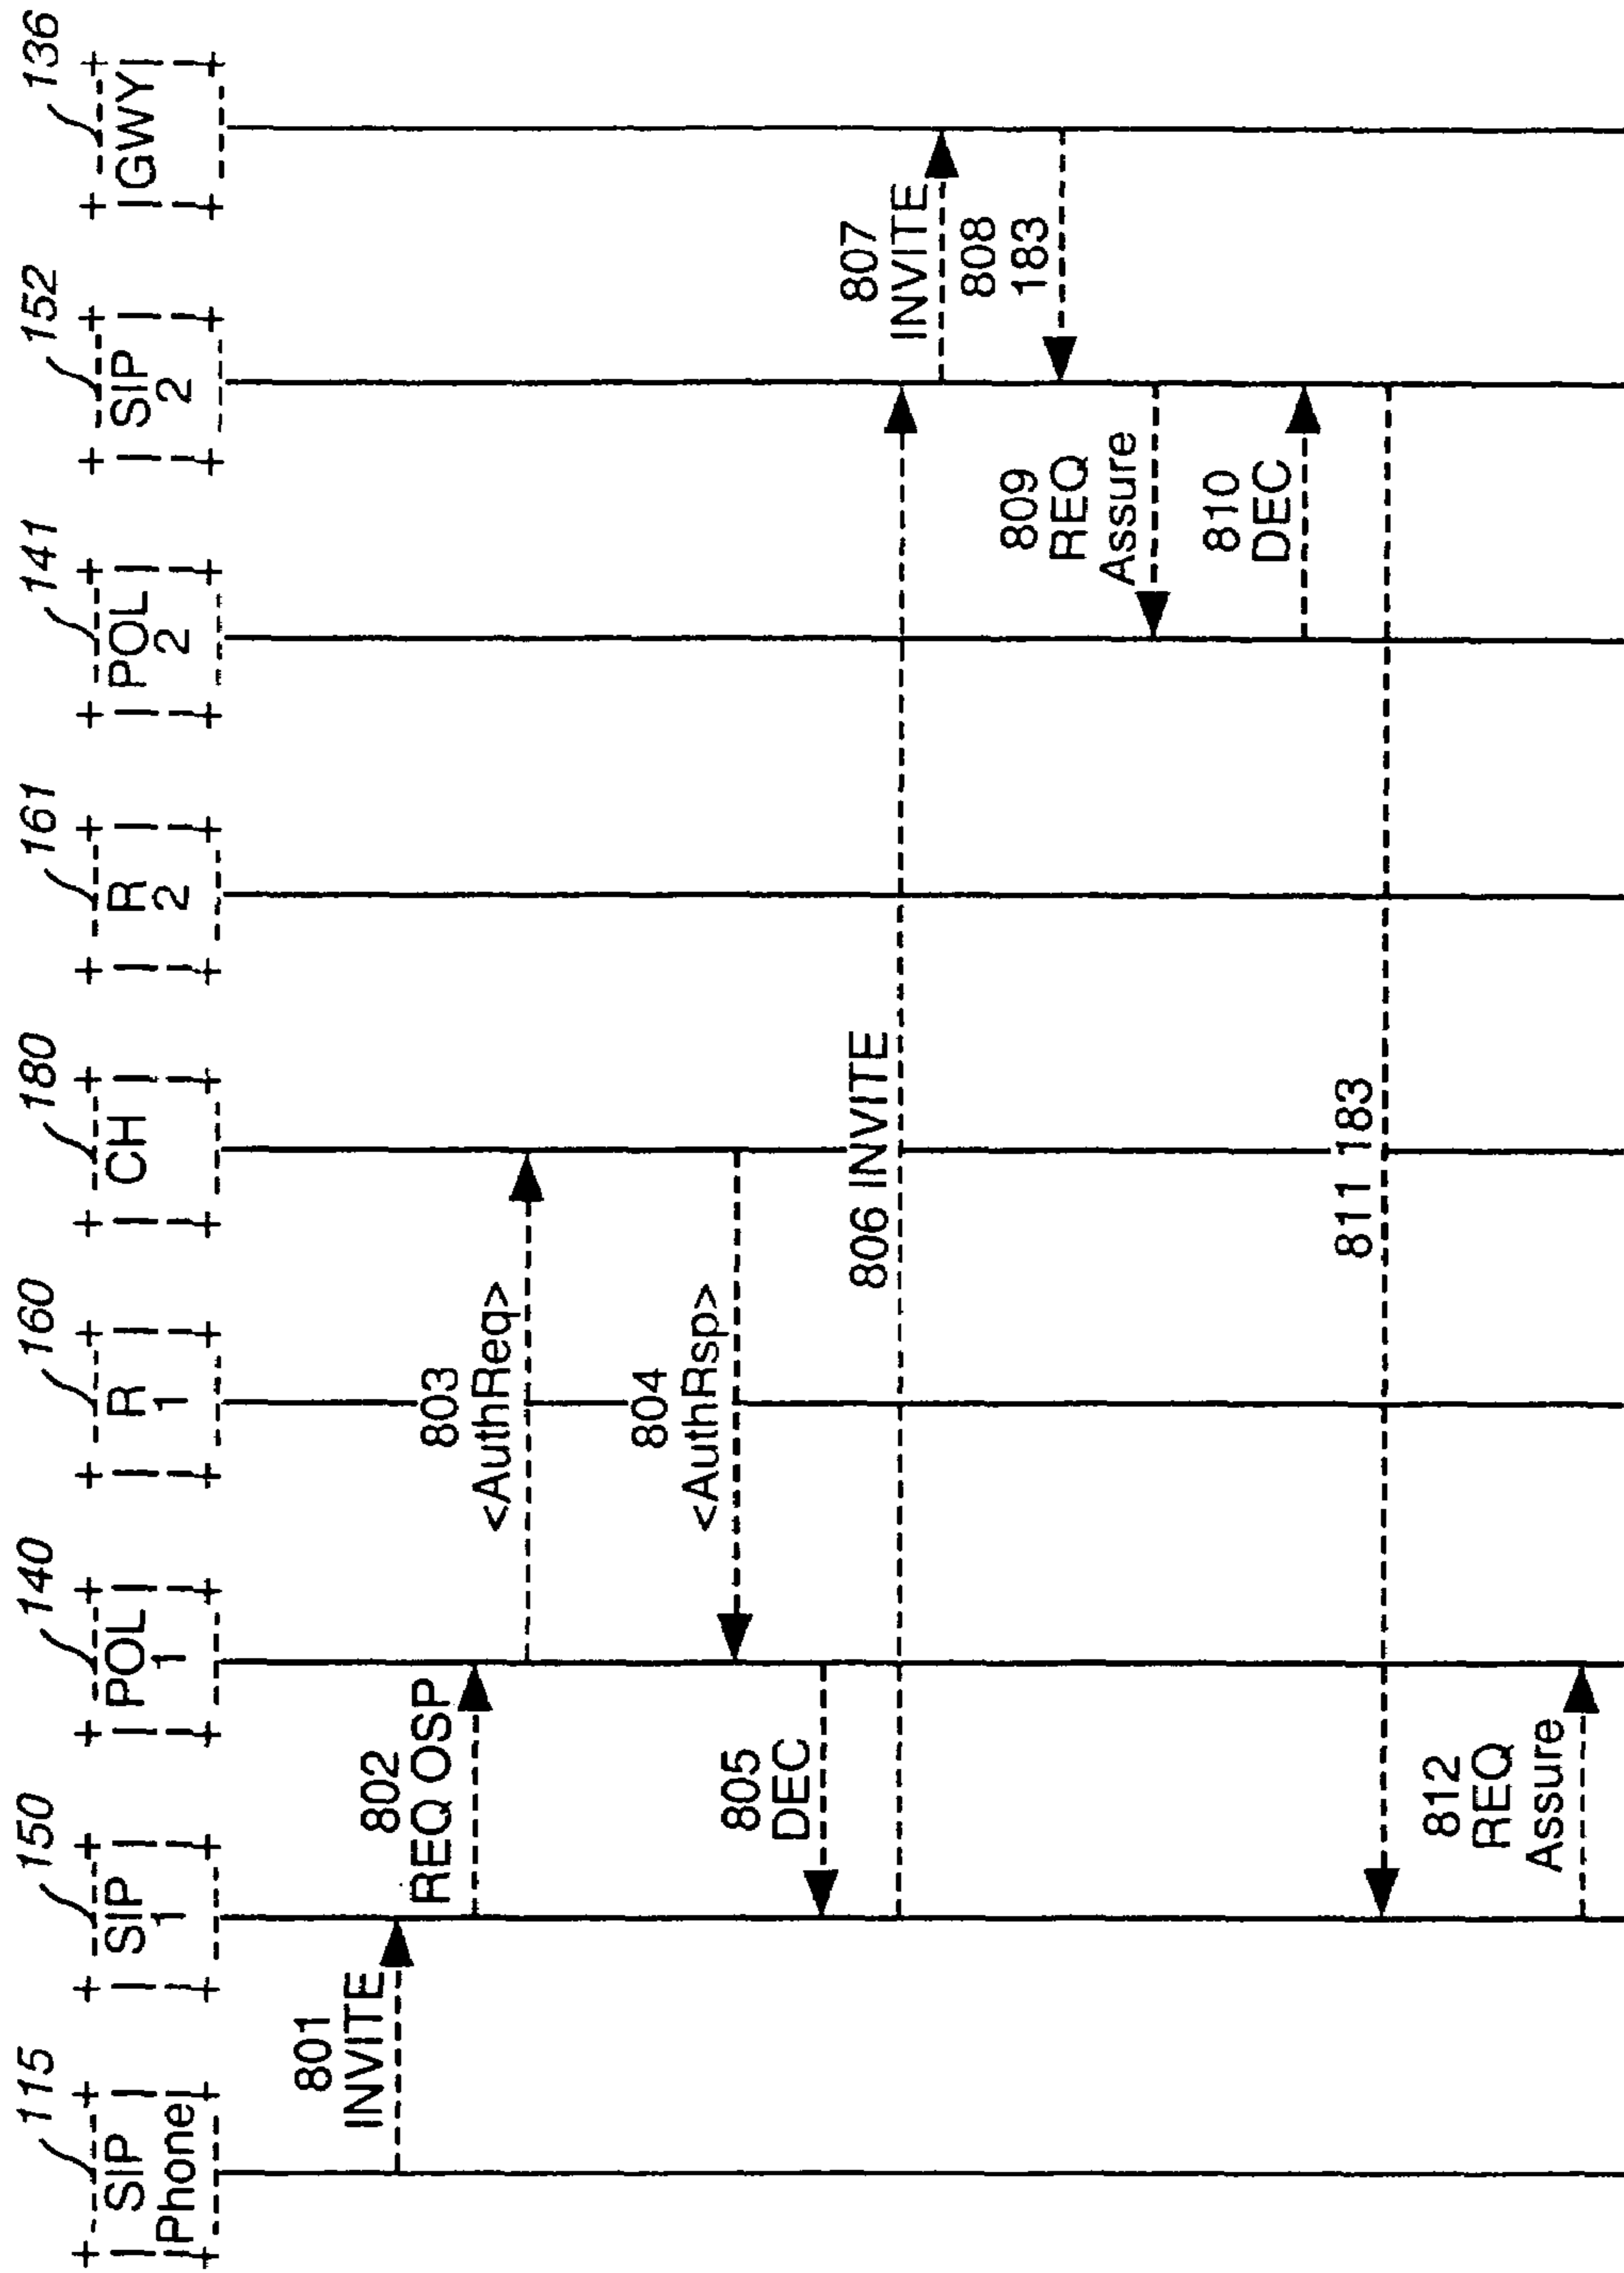 115
150
140
160
180
161
141
152
136
SIP
Phone
SIP
1
POL
1
R
1
CH
R
2
POL
2
SIP
2
GWY
801
INVITE
802
REQ OSP
803
<AuthReq>
804
<AuthRsp>
805
DEC
806 INVITE
807
INVITE
808
183
809
REQ
Assure
810
DEC
811 183
812
REQ
Assure